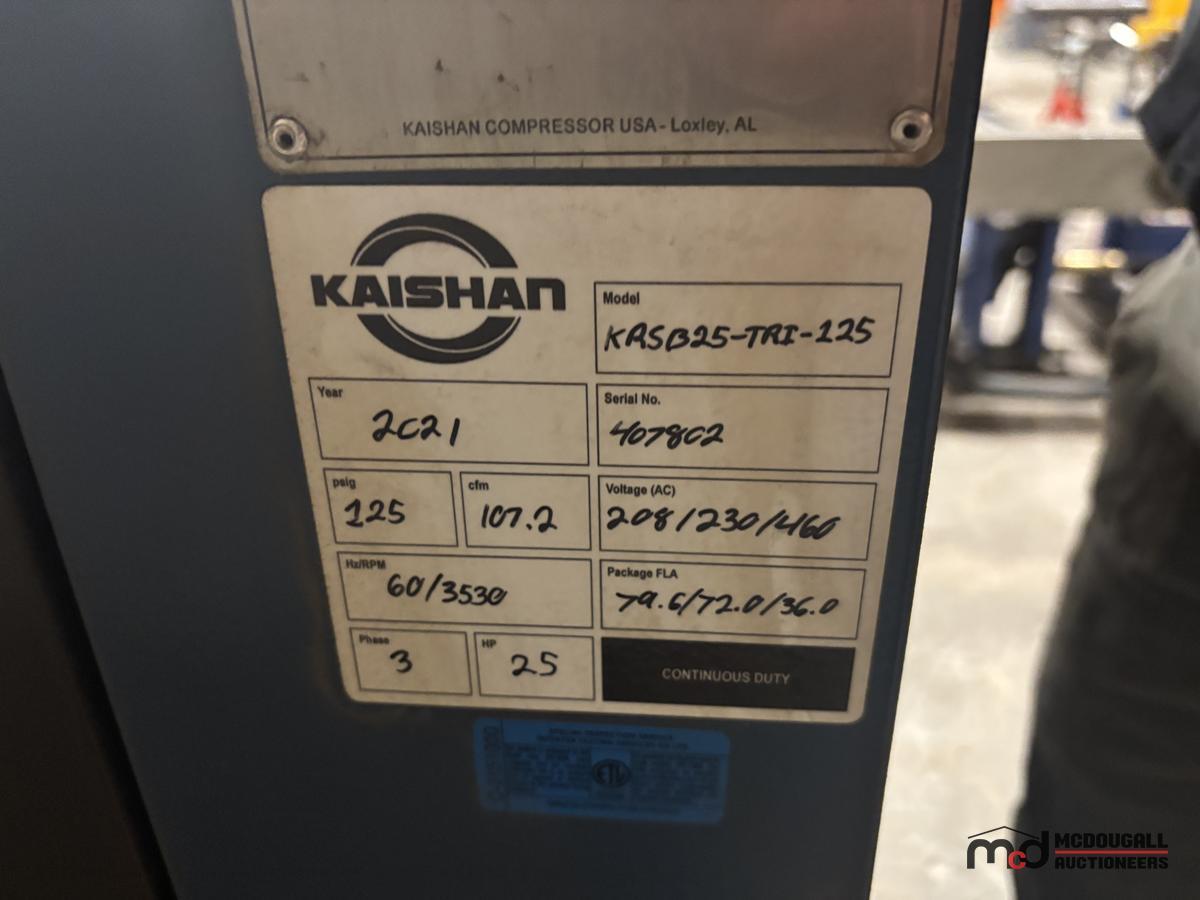 KAISHAN COMPRESSOR USA - Loxley, AL
KAISHAN
Model
KRSB25-TRI-125
Year
2021
Serial No.
407802
psig
125
cfm
107.2
Voltage (AC)
208/230/460
Hz/RPM
60/3530
Package FLA
79.6/72.0/36.0
Phase
3
HP
25
CONTINUOUS DUTY
ETL
mcd MCDOUGALL
AUCTIONEERS